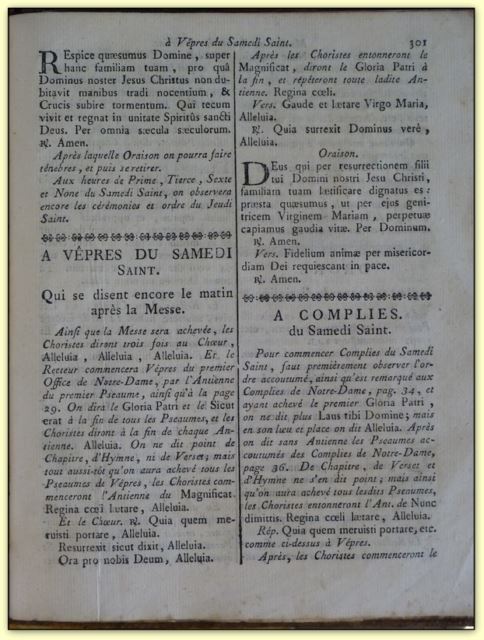 à Vêpres du Samedi Saint. 301
REspice quæsumus Domine, super
hanc familiam tuam, pro quâ
Dominus noster Jesus Christus non du-
bitavit manibus tradi nocentium, &
Crucis subire tormentum. Qui tecum
vivit et regnat in unitate Spiritûs sancti
Deus. Per omnia sæcula sæculorum.
℟. Amen.
Après laquelle Oraison on pourra faire
ténebres, et puis se retirer.
Aux heures de Prime, Tierce, Sexte
et None du Samedi Saint, on observera
encore les cérémonies et ordre du Jeudi
Saint.
A VÊPRES DU SAMEDI
SAINT.
Qui se disent encore le matin
après la Messe.
Ainsi que la Messe sera achevée, les
Choristes diront trois fois au Chœur,
Alleluia, Alleluia, Alleluia. Et le
Recteur commencera Vêpres du premier
Office de Notre-Dame, par l'Antienne
du premier Pseaume, ainsi qu'à la page
29. On dira le Gloria Patri et le Sicut
erat à la fin de tous les Pseaumes, et les
Choristes diront à la fin de chaque An-
tienne. Alleluia. On ne dit point de
Chapitre, d'Hymne, ni de Verset; mais
tout aussi-tôt qu'on aura achevé tous les
Pseaumes de Vêpres, les Choristes com-
menceront l'Antienne du Magnificat.
Regina cœi lætare, Alleluia.
Et le Chœur. ℟. Quia quem me-
ruisti portare, Alleluia.
Resurrexit sicut dixit, Alleluia.
Ora pro nobis Deum, Alleluia.
Après les Choristes entonneront le
Magnificat, diront le Gloria Patri à
la fin, et répéteront toute ladite An-
tienne. Regina cœli.
Vers. Gaude et lætare Virgo Maria,
Alleluia.
℟. Quia surrexit Dominus verè,
Alleluia.
Oraison.
DEus qui per resurrectionem filii
tui Domini nostri Jesu Christi,
familiam tuam lætificare dignatus es:
præsta quæsumus, ut per ejus geni-
tricem Virginem Mariam, perpetuæ
capiamus gaudia vitæ. Per Dominum.
℟. Amen.
Vers. Fidelium animæ per misericor-
diam Dei requiescant in pace.
℟. Amen.
A COMPLIES.
du Samedi Saint.
Pour commencer Complies du Samedi
Saint, faut premièrement observer l'or-
dre accoutumé, ainsi qu'est remarqué aux
Complies de Notre-Dame, pag. 34, et
ayant achevé le premier Gloria Patri,
on ne dit plus Laus tibi Domine; mais
en son lieu et place on dit Alleluia. Après
on dit sans Antienne les Pseaumes ac-
coutumés des Complies de Notre-Dame,
page 36. De Chapitre, de Verset et
d'Hymne ne s'en dit point; mais ainsi
qu'on aura achevé tous lesdits Pseaumes,
les Choristes entonneront l'Ant. de Nunc
dimittis. Regina cœli lætare, Alleluia.
Rép. Quia quem meruisti portare, etc.
comme ci-dessus à Vêpres.
Après, les Choristes commenceront le